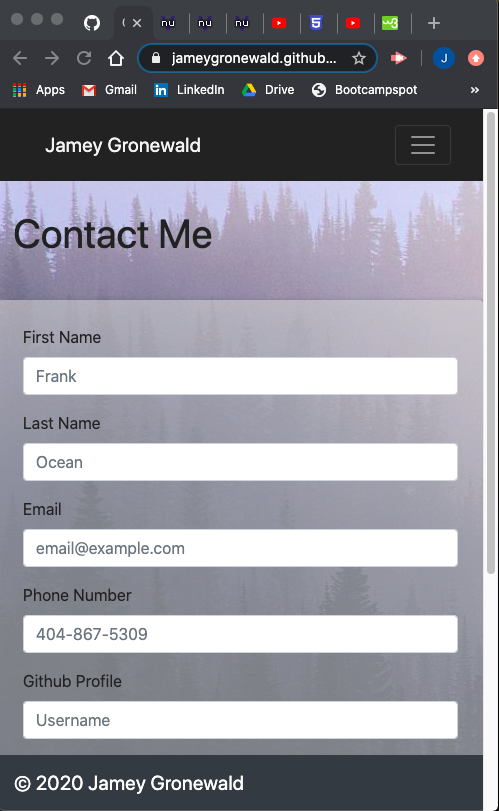 nu
nu
nu
5
w3
jameygronewald.github...
J
Apps
Gmail
LinkedIn
Drive
Bootcampspot
»
Jamey Gronewald
Contact Me
First Name
Frank
Last Name
Ocean
Email
email@example.com
Phone Number
404-867-5309
Github Profile
Username
© 2020 Jamey Gronewald